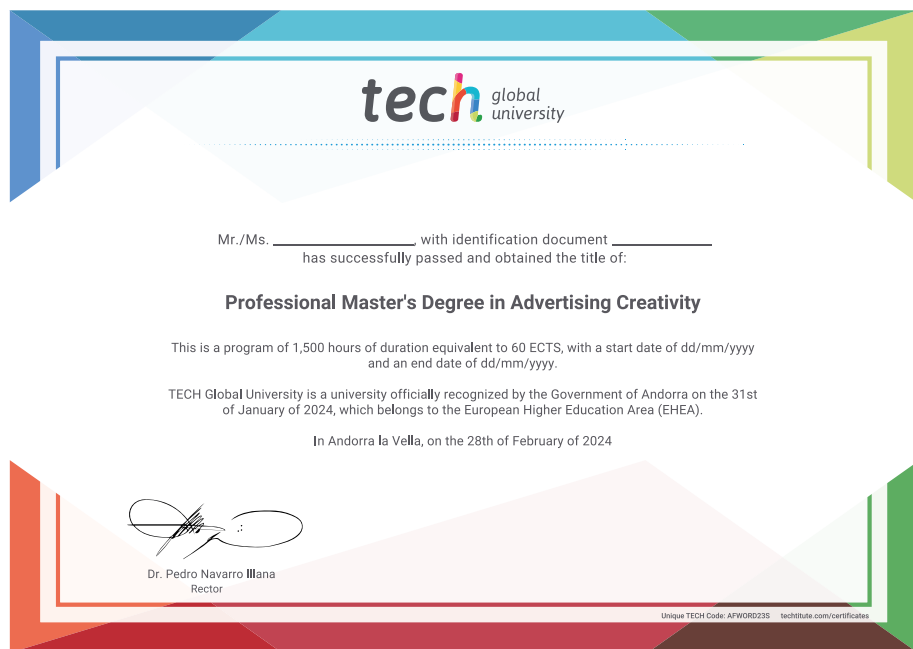 tech global
university
Mr./Ms. ____________, with identification document ____________
has successfully passed and obtained the title of:
Professional Master's Degree in Advertising Creativity
This is a program of 1,500 hours of duration equivalent to 60 ECTS, with a start date of dd/mm/yyyy
and an end date of dd/mm/yyyy.
TECH Global University is a university officially recognized by the Government of Andorra on the 31st
of January of 2024, which belongs to the European Higher Education Area (EHEA).
In Andorra la Vella, on the 28th of February of 2024
Dr. Pedro Navarro Illana
Rector
Unique TECH Code: AFWORD23S techtitute.com/certificates